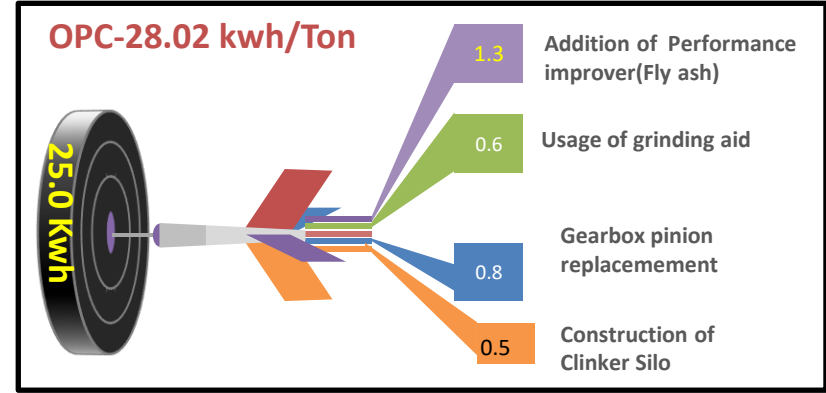 OPC-28.02 kwh/Ton
25.0 Kwh
1.3
Addition of Performance
improver(Fly ash)
0.6
Usage of grinding aid
0.8
Gearbox pinion
replacemement
0.5
Construction of
Clinker Silo